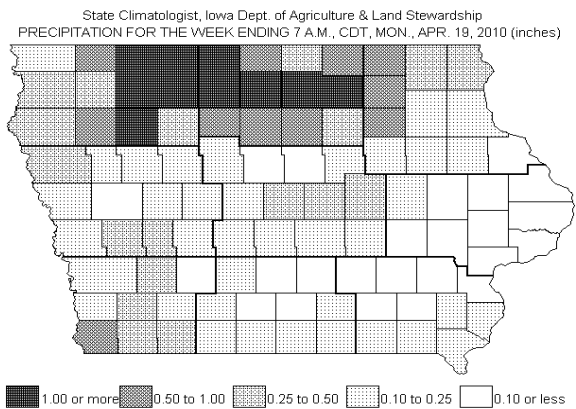 State Climatologist, Iowa Dept. of Agriculture & Land Stewardship
PRECIPITATION FOR THE WEEK ENDING 7 A.M., CDT, MON., APR. 19, 2010 (inches)
1.00 or more 0.50 to 1.00 0.25 to 0.50 0.10 to 0.25 0.10 or less